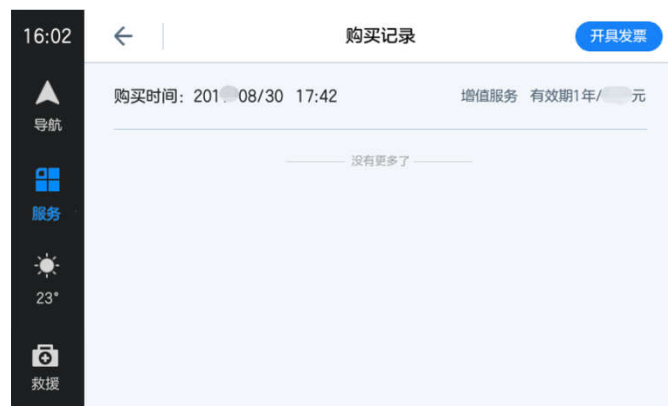 16:02
购买记录
开具发票
导航
服务
23°
救援
购买时间: 201 08/30 17:42
增值服务 有效期1年/ 元
没有更多了